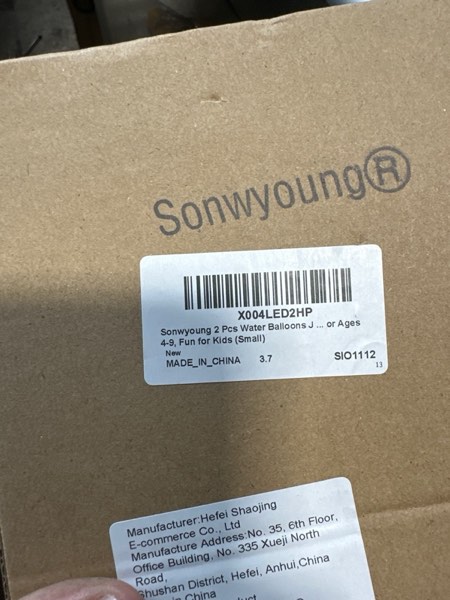 Sonwyoung®
X004LED2HP
Sonwyoung 2 Pcs Water Balloons J ... or Ages
4-9, Fun for Kids (Small)
New
MADE_IN_CHINA 3.7 SIO1112
13
Manufacturer:Hefei Shaojing
E-commerce Co., Ltd
Manufacture Address:No. 35, 6th Floor,
Office Building, No. 335 Xueji North
Road,
Shushan District, Hefei, Anhui,China
in China